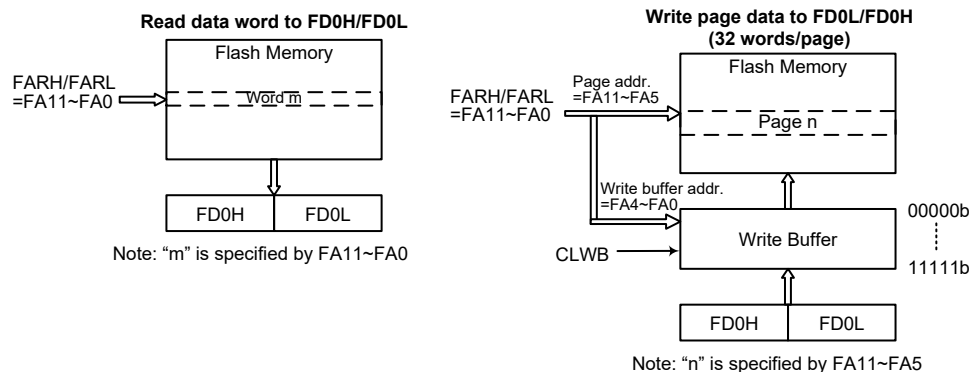 Read data word to FD0H/FD0L
Flash Memory
FARH/FARL
=FA11~FA0
Word m
FD0H
FD0L
Note: “m” is specified by FA11~FA0
Write page data to FD0L/FD0H
(32 words/page)
Flash Memory
Page addr.
=FA11~FA5
FARH/FARL
=FA11~FA0
Page n
Write buffer addr.
=FA4~FA0
Write Buffer
00000b
11111b
CLWB
FD0H
FD0L
Note: “n” is specified by FA11~FA5